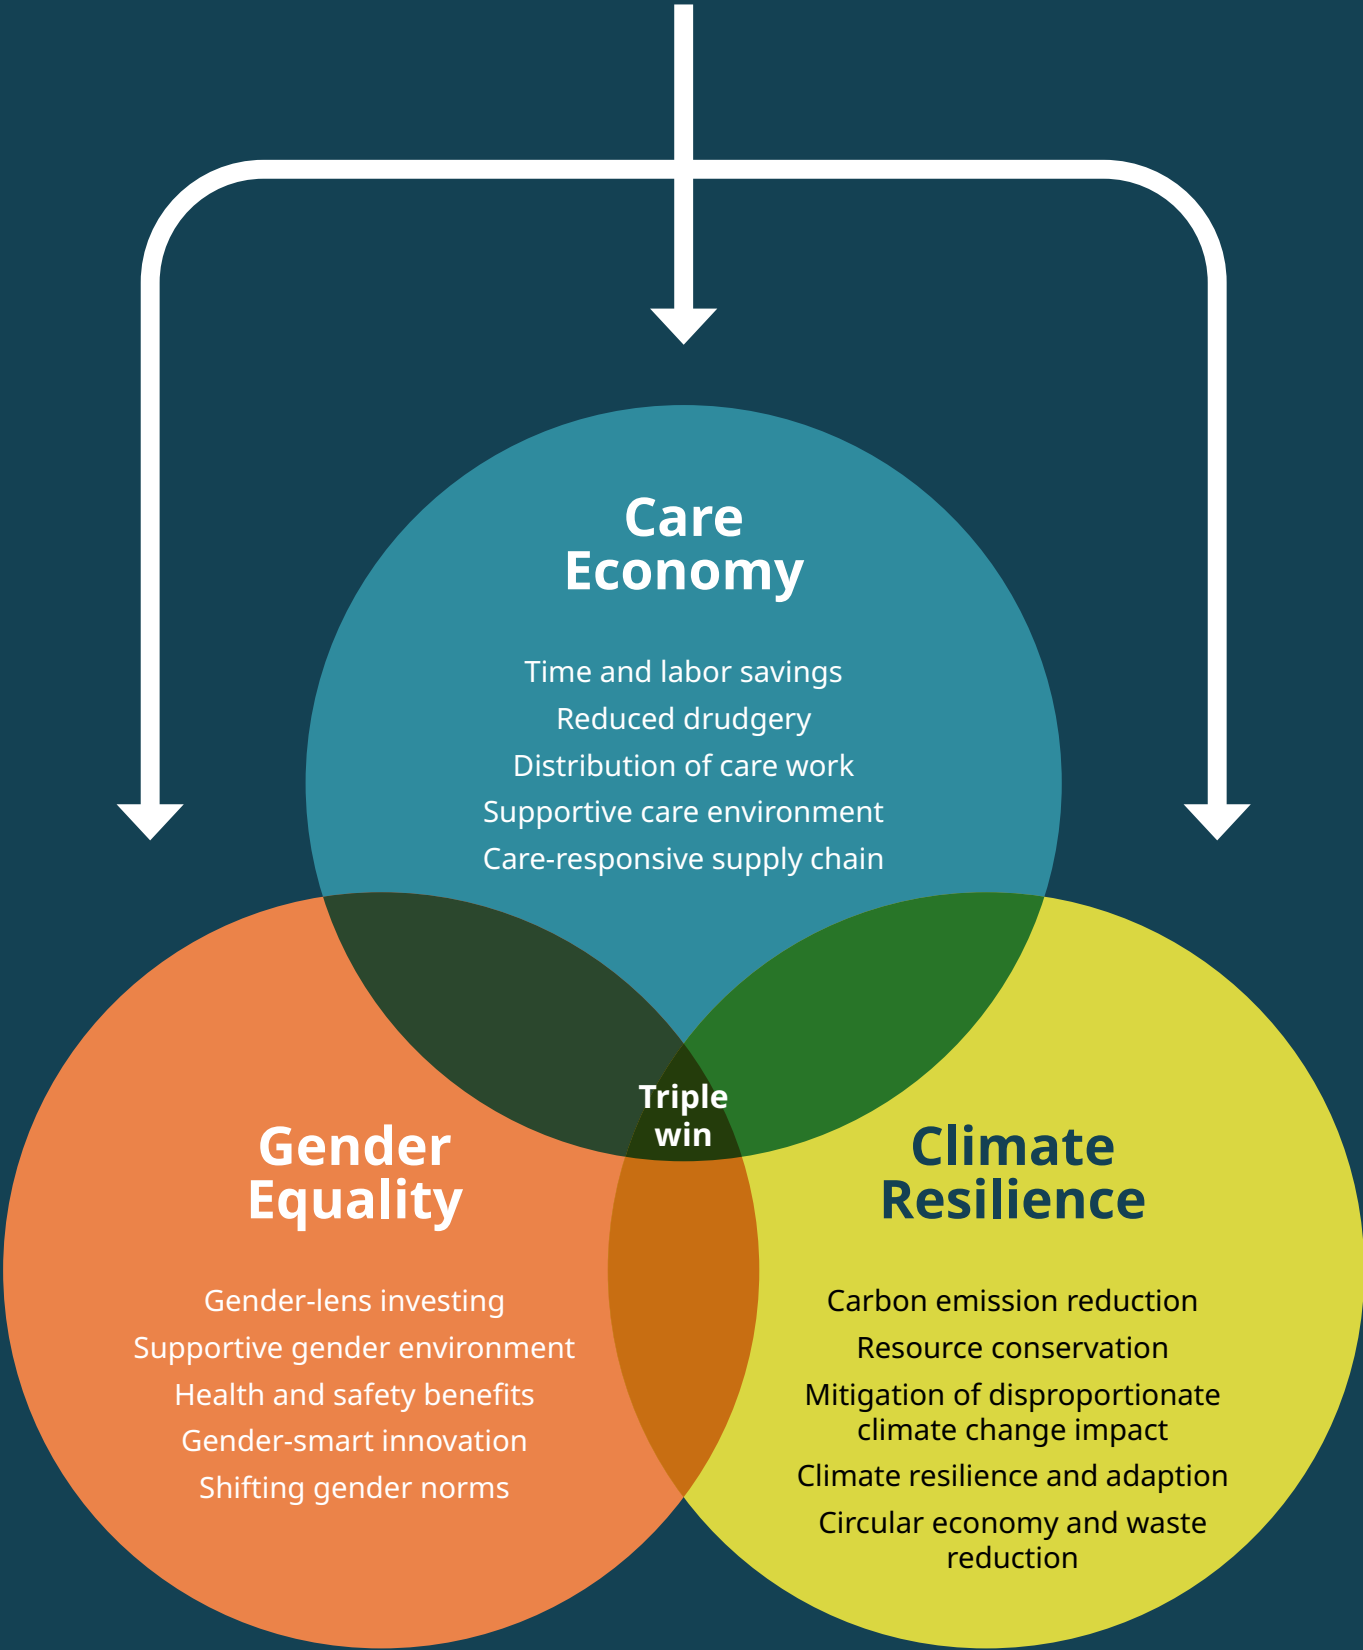 Care
Economy
Time and labor savings
Reduced drudgery
Distribution of care work
Supportive care environment
Care-responsive supply chain
Triple
win
Gender
Equality
Gender-lens investing
Supportive gender environment
Health and safety benefits
Gender-smart innovation
Shifting gender norms
Climate
Resilience
Carbon emission reduction
Resource conservation
Mitigation of disproportionate
climate change impact
Climate resilience and adaption
Circular economy and waste
reduction